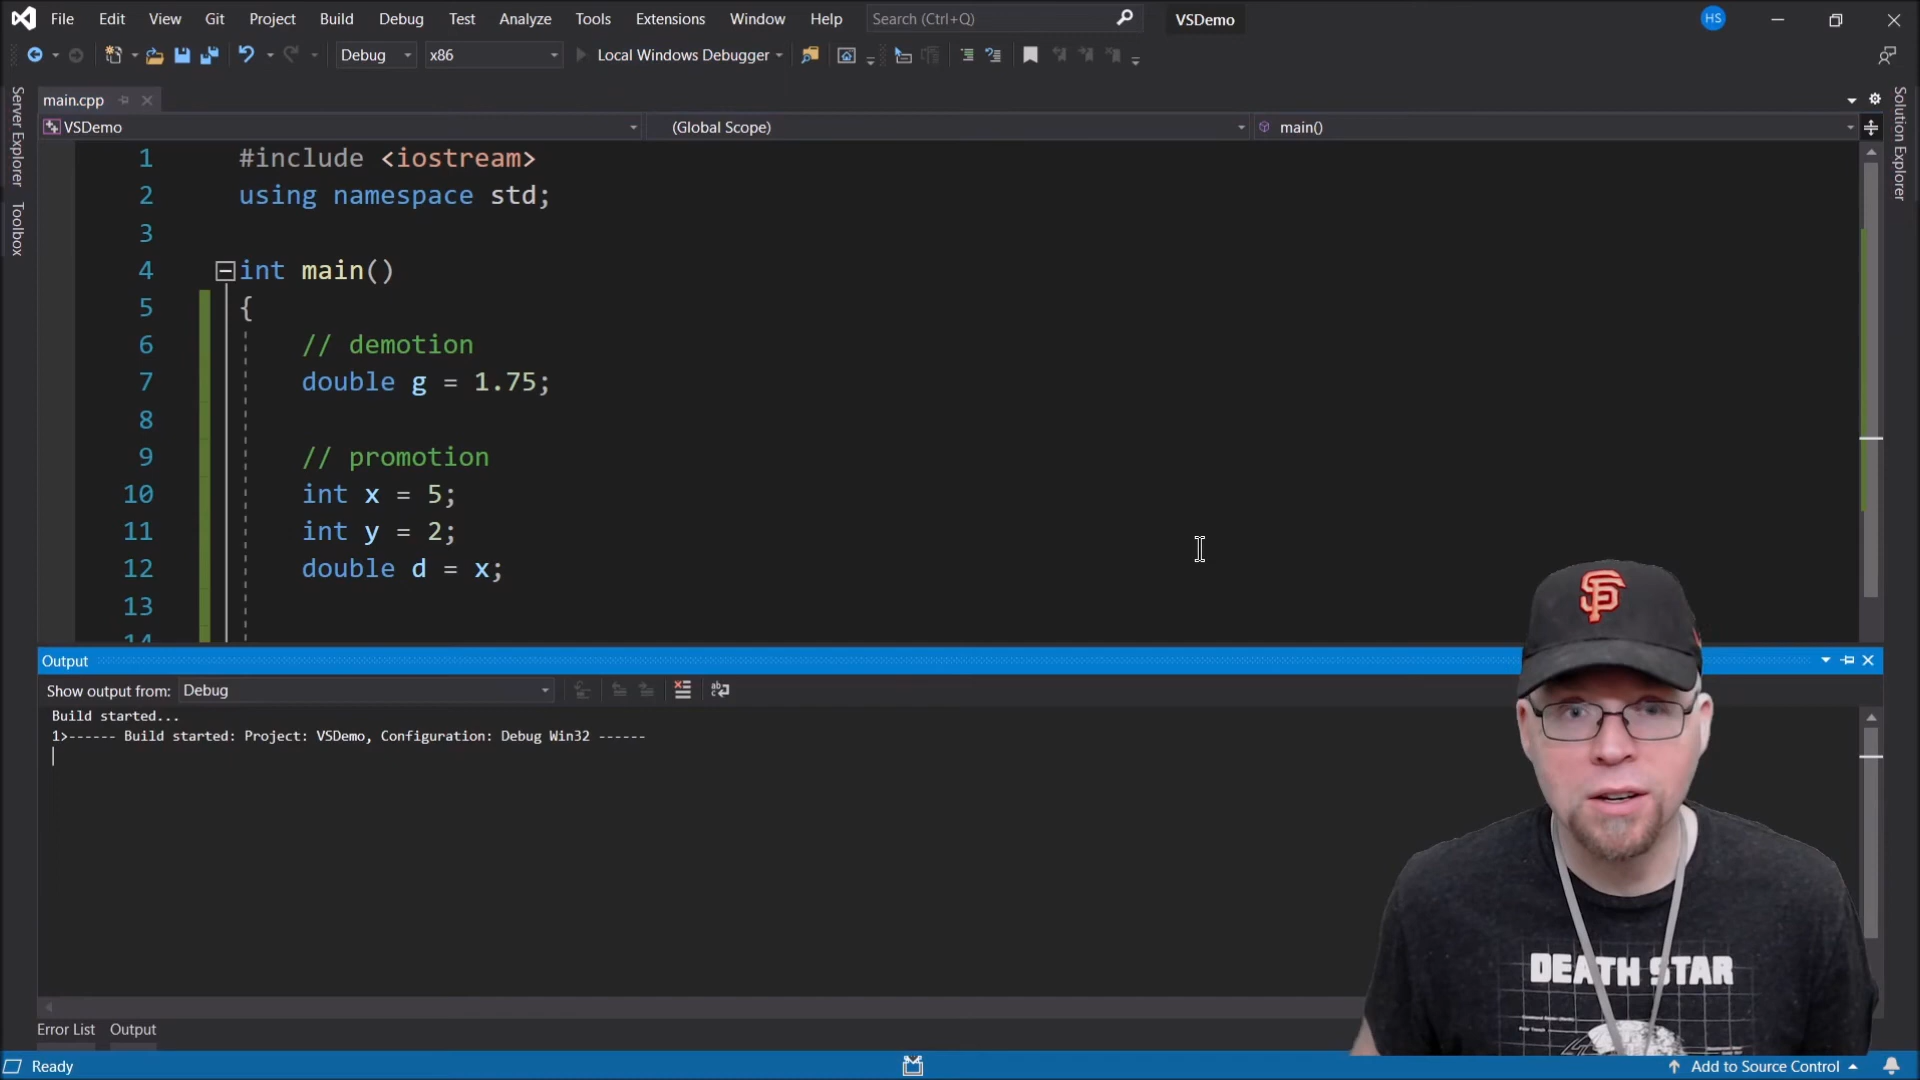 File Edit View Git Project Build Debug Test Analyze Tools Extensions Window Help Search (Ctrl+Q) VSDemo HS
Debug x86 Local Windows Debugger
main.cpp
VSDemo (Global Scope) main()
Server Explorer
Toolbox
Solution Explorer
1 #include <iostream>
2 using namespace std;
3
4 int main()
5 {
6 // demotion
7 double g = 1.75;
8
9 // promotion
10 int x = 5;
11 int y = 2;
12 double d = x;
13
14
Output
Show output from: Debug
Build started...
1>------ Build started: Project: VSDemo, Configuration: Debug Win32 ------
SF
DEATH STAR
Error List Output
Ready Add to Source Control